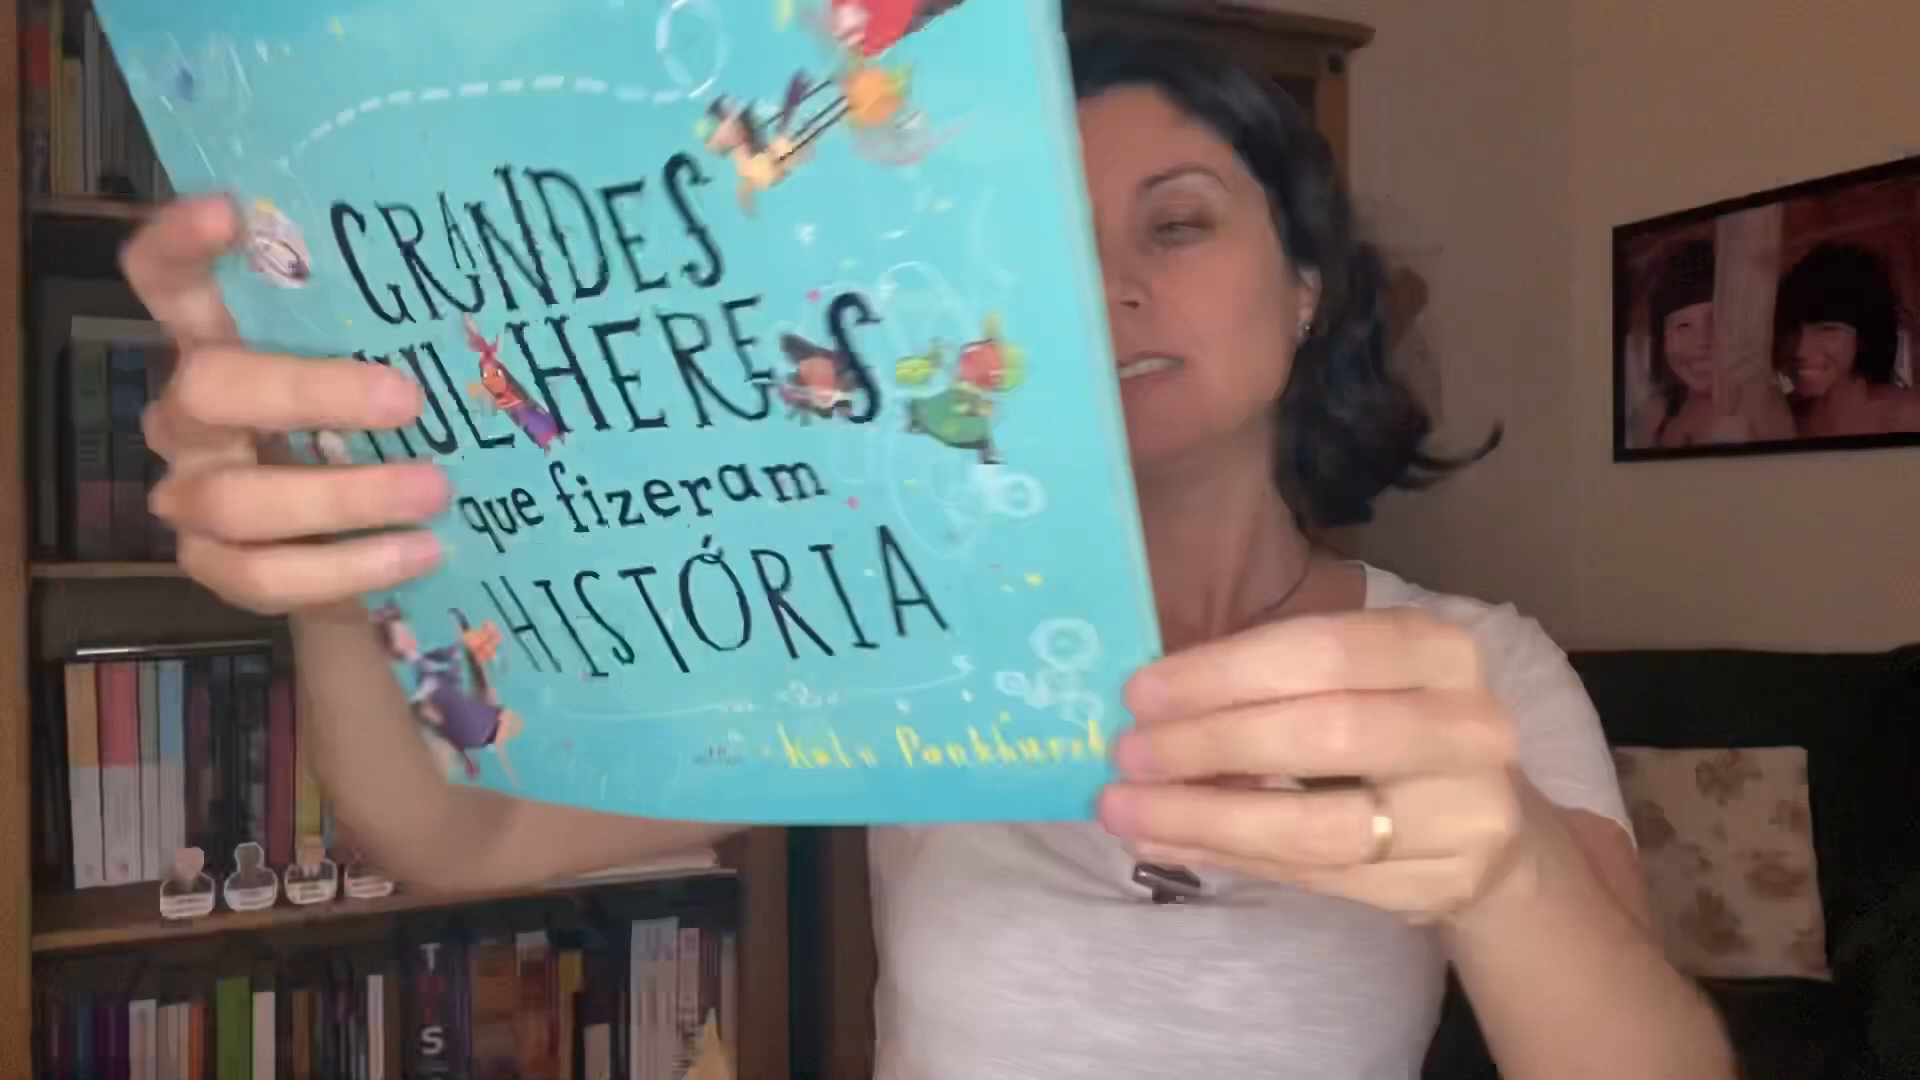 GRANDES
MULHERES
que fizeram
HISTÓRIA
Kate Pankhurst